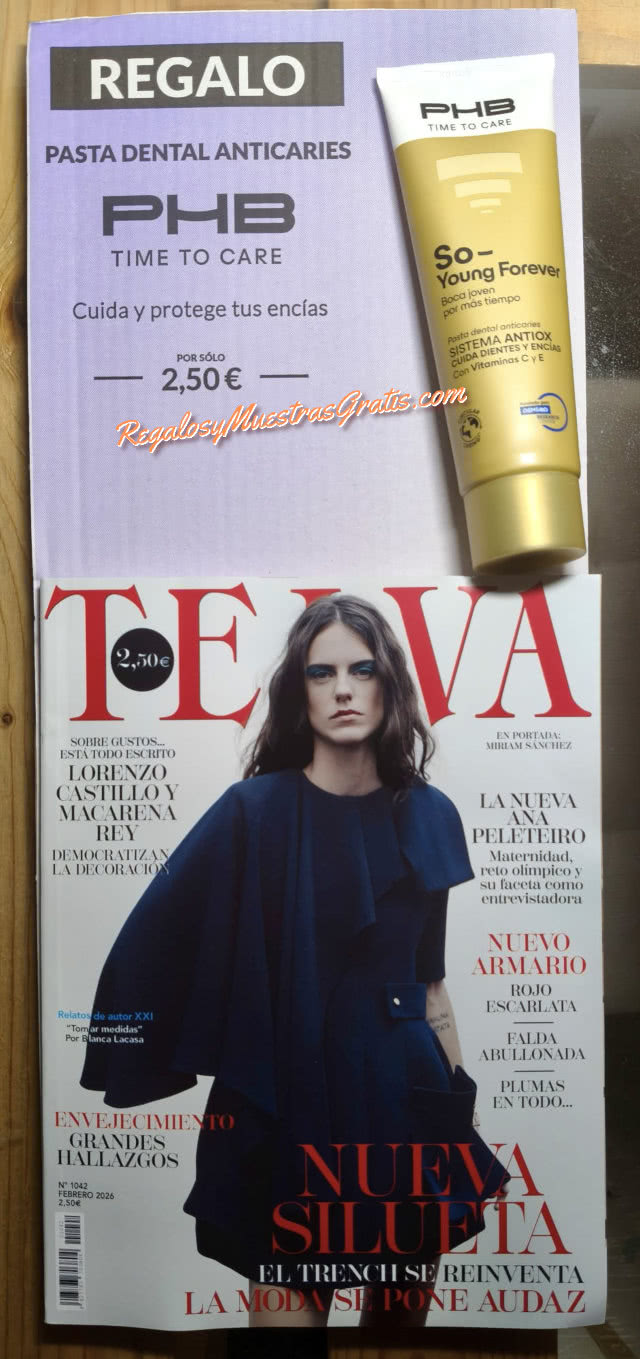 REGALO
PASTA DENTAL ANTICARIES
PHB
TIME TO CARE
Cuida y protege tus encías
POR SÓLO
2,50 €
RegalosyMuestrasGratis.com
PHB
TIME TO CARE
So-
Young Forever
Boca joven
por más tiempo
Pasta dental anticaries
SISTEMA ANTIOX
CUIDA DIENTES Y ENCÍAS
Con Vitaminas C y E
TELVA
2,50€
SOBRE GUSTOS...
ESTÁ TODO ESCRITO
LORENZO
CASTILLO Y
MACARENA
REY
DEMOCRATIZAN
LA DECORACIÓN
EN PORTADA:
MIRIAM SÁNCHEZ
LA NUEVA
ANA
PELETEIRO
Maternidad,
reto olímpico y
su faceta como
entrevistadora
NUEVO
ARMARIO
ROJO
ESCARLATA
FALDA
ABULLONADA
PLUMAS
EN TODO...
Relatos de autor XXI
"Tomar medidas"
Por Blanca Lacasa
ENVEJECIMIENTO
GRANDES
HALLAZGOS
Nº 1042
FEBRERO 2026
2,50€
NUEVA
SILUETA
EL TRENCH SE REINVENTA
LA MODA SE PONE AUDAZ